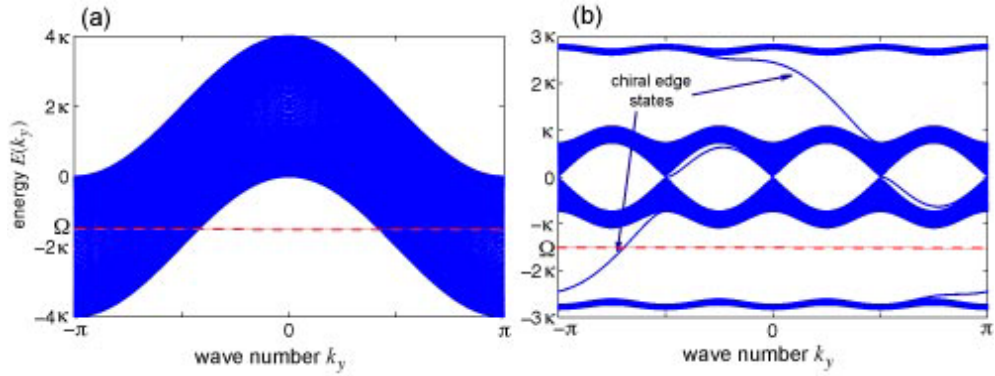 (a)
4κ
2κ
0
Ω
-2κ
-4κ
energy E(k_y)
-π
0
π
wave number k_y
(b)
3κ
2κ
κ
0
-κ
Ω
-2κ
-3κ
chiral edge
states
-π
0
π
wave number k_y